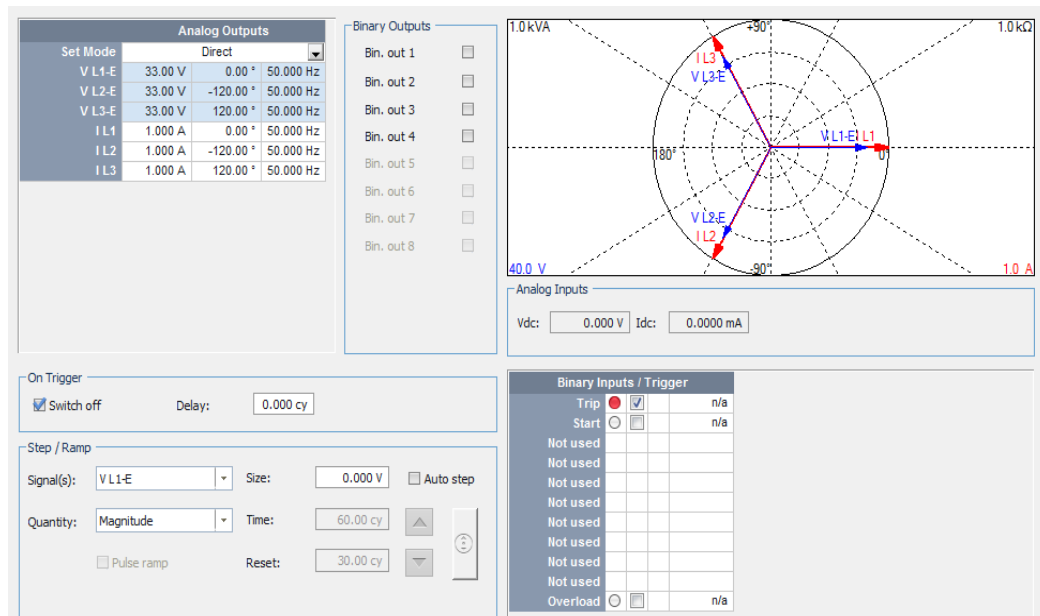 Analog Outputs
Set Mode Direct
V L1-E 33.00 V 0.00 ° 50.000 Hz
V L2-E 33.00 V -120.00 ° 50.000 Hz
V L3-E 33.00 V 120.00 ° 50.000 Hz
I L1 1.000 A 0.00 ° 50.000 Hz
I L2 1.000 A -120.00 ° 50.000 Hz
I L3 1.000 A 120.00 ° 50.000 Hz
Binary Outputs
Bin. out 1
Bin. out 2
Bin. out 3
Bin. out 4
Bin. out 5
Bin. out 6
Bin. out 7
Bin. out 8
1.0 kVA +90° 1.0 kΩ
I L3
V L3-E
V L1-E I L1
180° 0°
V L2-E
I L2
40.0 V -90° 1.0 A
Analog Inputs
Vdc: 0.000 V Idc: 0.0000 mA
On Trigger
Switch off Delay: 0.000 cy
Step / Ramp
Signal(s): V L1-E Size: 0.000 V Auto step
Quantity: Magnitude Time: 60.00 cy
Pulse ramp Reset: 30.00 cy
Binary Inputs / Trigger
Trip n/a
Start n/a
Not used
Not used
Not used
Not used
Not used
Not used
Not used
Not used
Overload n/a